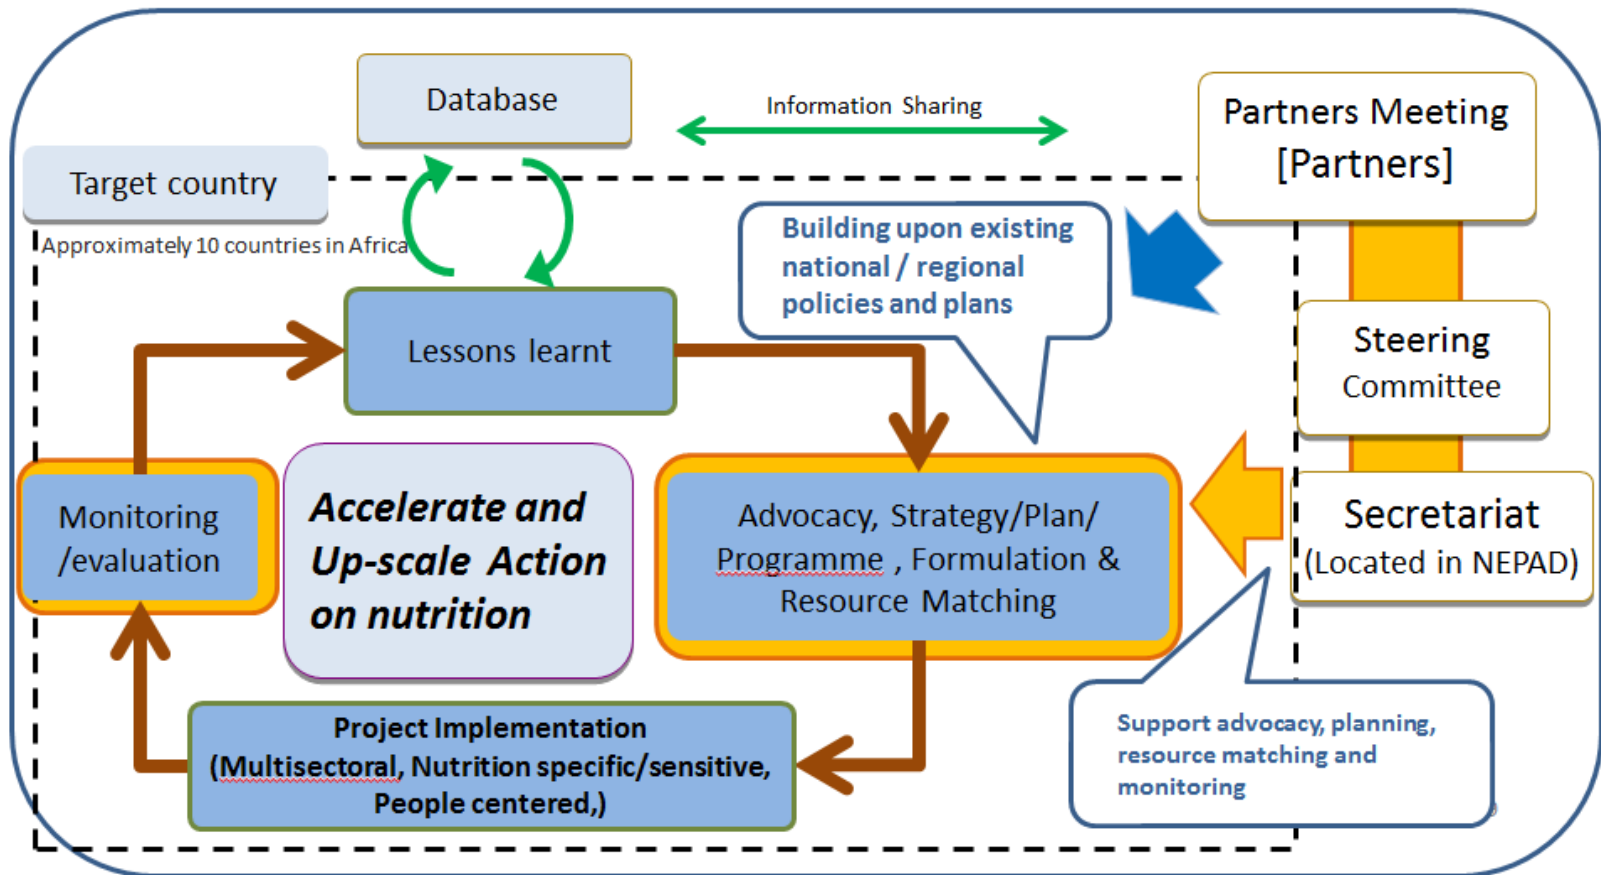 Database
Information Sharing
Partners Meeting
[Partners]
Target country
Approximately 10 countries in Africa
Building upon existing
national / regional
policies and plans
Lessons learnt
Steering
Committee
Monitoring
/evaluation
Accelerate and
Up-scale Action
on nutrition
Advocacy, Strategy/Plan/
Programme , Formulation &
Resource Matching
Secretariat
(Located in NEPAD)
Project Implementation
(Multisectoral, Nutrition specific/sensitive,
People centered,)
Support advocacy, planning,
resource matching and
monitoring